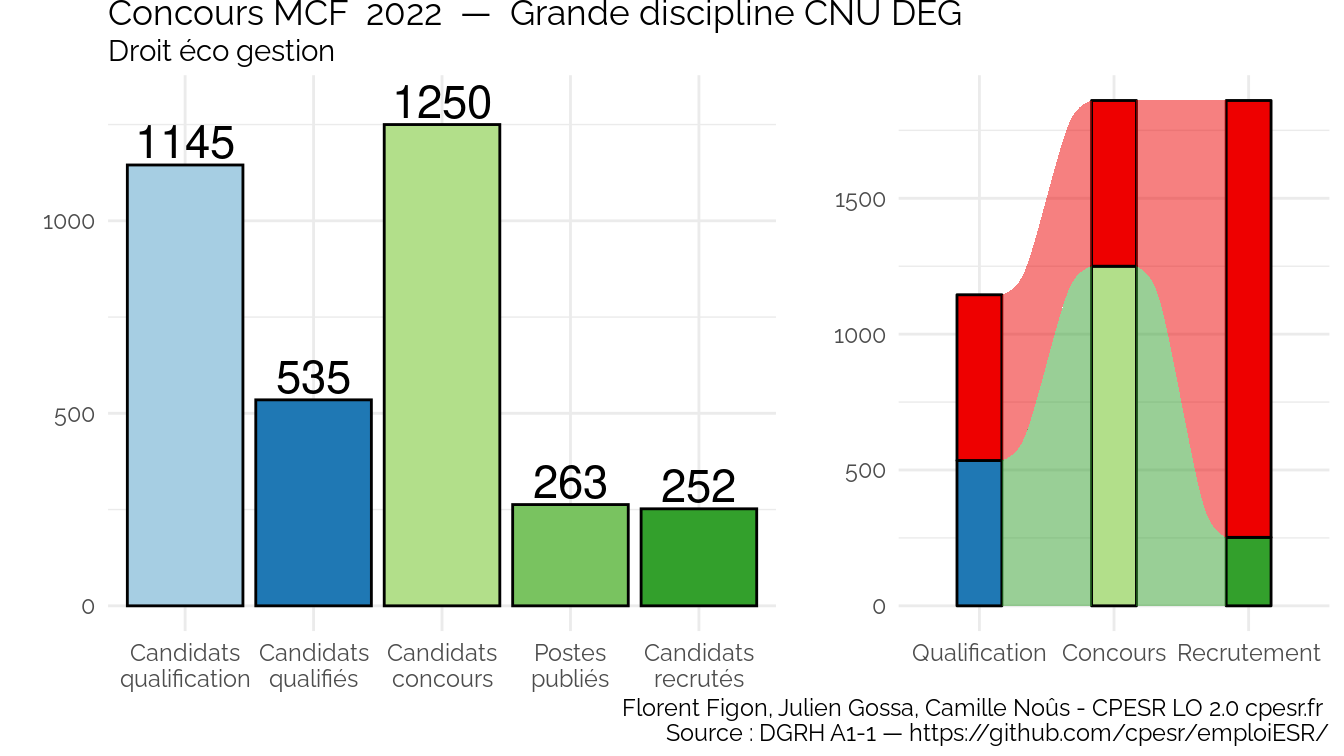 Concours MCF 2022 — Grande discipline CNU DEG
Droit éco gestion
1145
535
1250
263
252
1000
500
0
Candidats qualification
Candidats qualifiés
Candidats concours
Postes publiés
Candidats recrutés
1500
1000
500
0
Qualification
Concours
Recrutement
Florent Figon, Julien Gossa, Camille Noûs - CPESR LO 2.0 cpesr.fr
Source : DGRH A1-1 — https://github.com/cpesr/emploiESR/